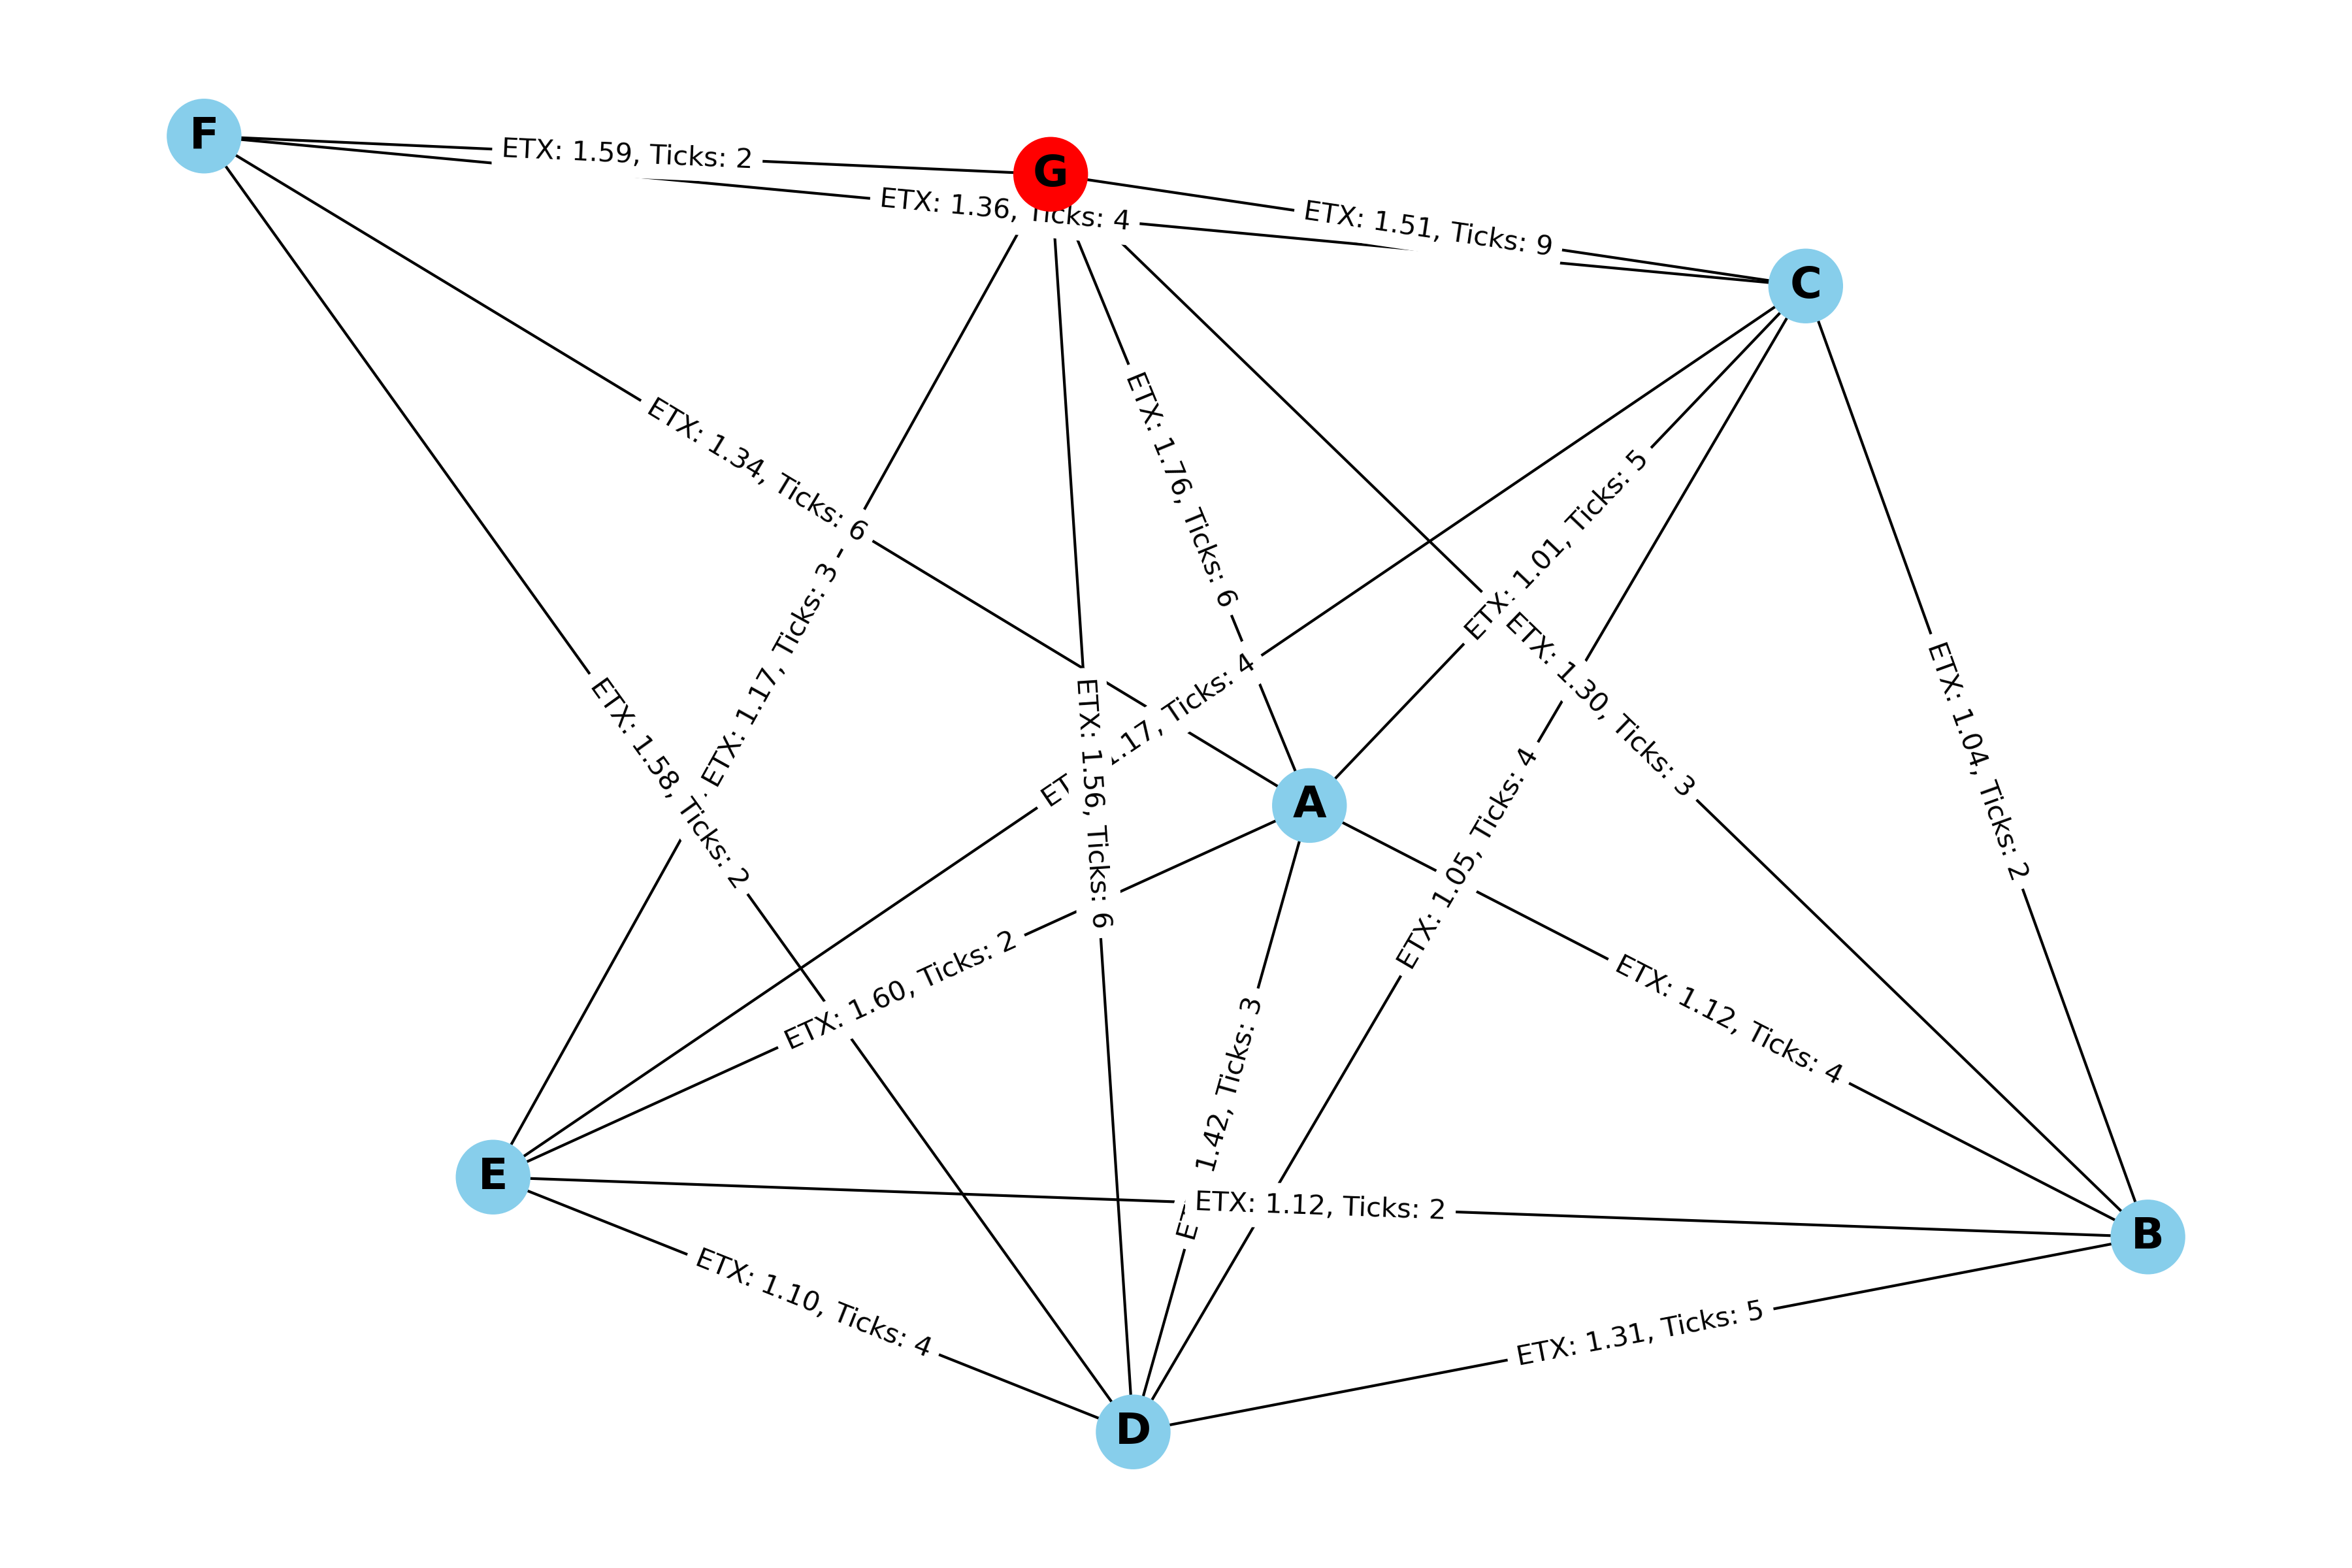 F
ETX: 1.59, Ticks: 2
G
ETX: 1.36, Ticks: 4
ETX: 1.51, Ticks: 9
C
ETX: 1.34, Ticks: 6
ETX: 1.76, Ticks: 6
ETX: 1.01, Ticks: 5
ETX: 1.17, Ticks: 3
ETX: 1.30, Ticks: 3
.17, Ticks: 4
ETX: 1.04, Ticks: 2
ETX: 1.58, Ticks: 2
ETX: 1.56, Ticks: 6
A
ETX: 1.05, Ticks: 4
ETX: 1.60, Ticks: 2
ETX: 1.12, Ticks: 4
1.42, Ticks: 3
E
ETX: 1.12, Ticks: 2
B
ETX: 1.10, Ticks: 4
ETX: 1.31, Ticks: 5
D